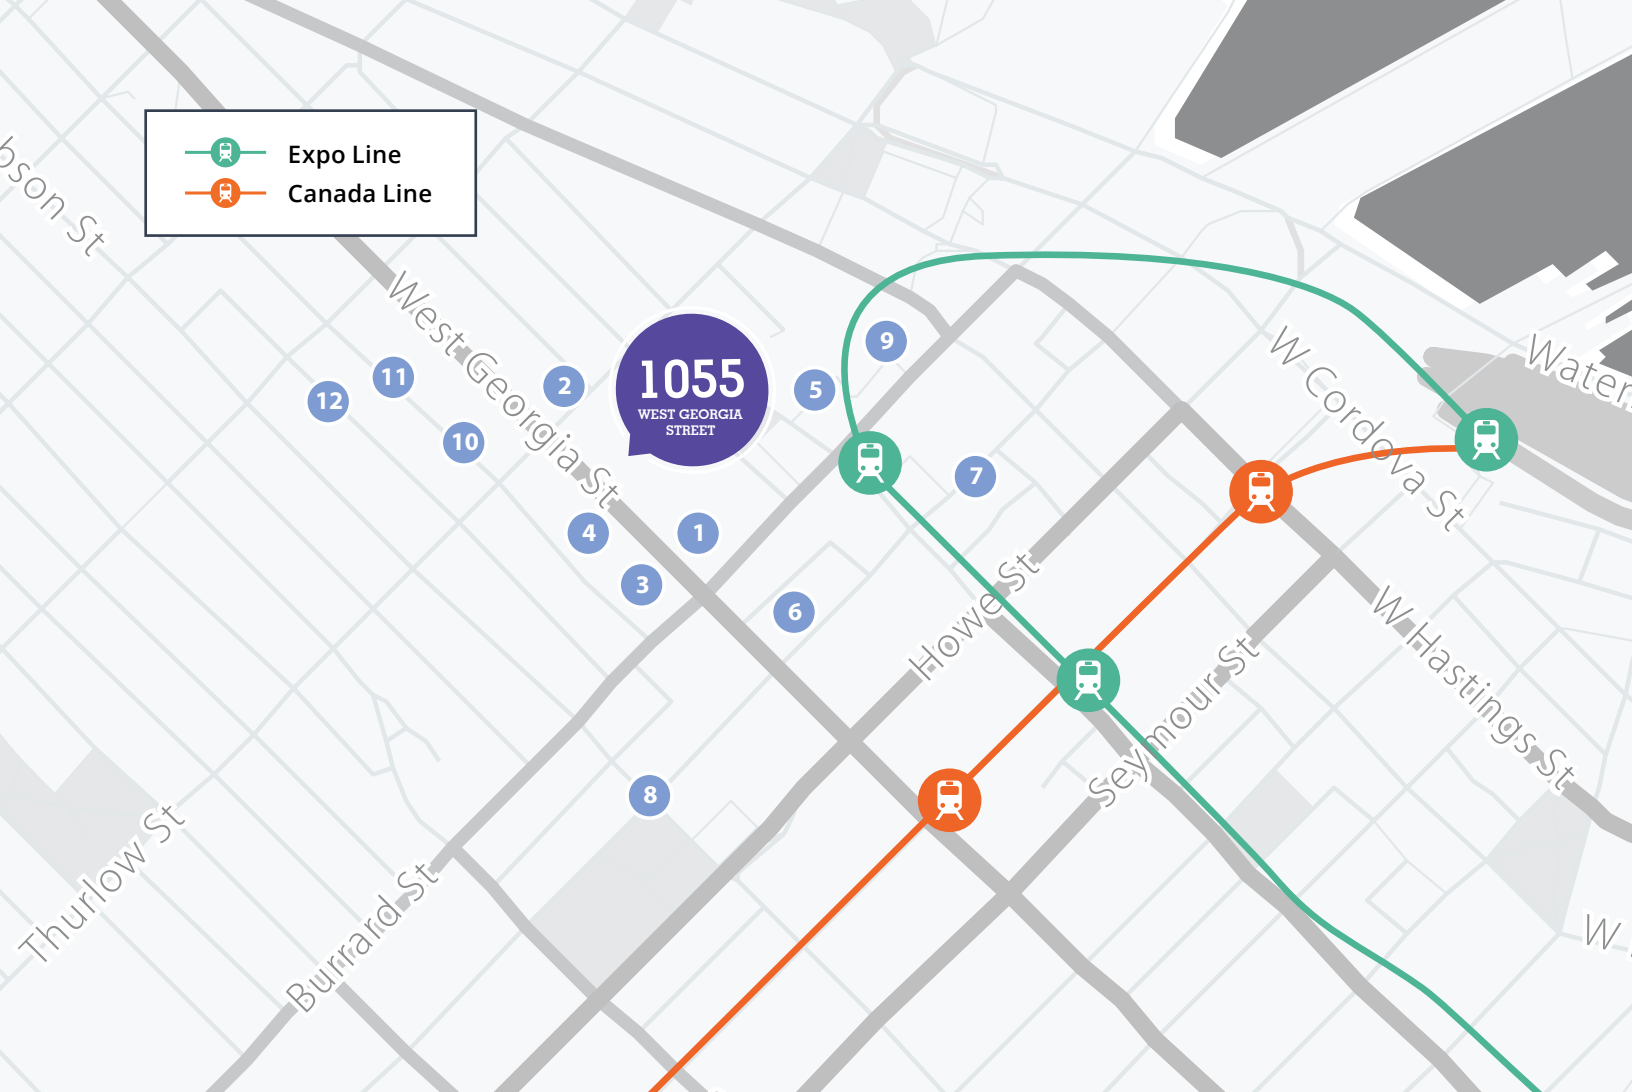 Expo Line
Canada Line
bson St
West Georgia St
1055
WEST GEORGIA
STREET
9
5
2
11
12
10
4
1
3
6
7
8
W Cordova St
Water
Howe St
W Hastings St
Seymour St
Thurlow St
Burrard St
W